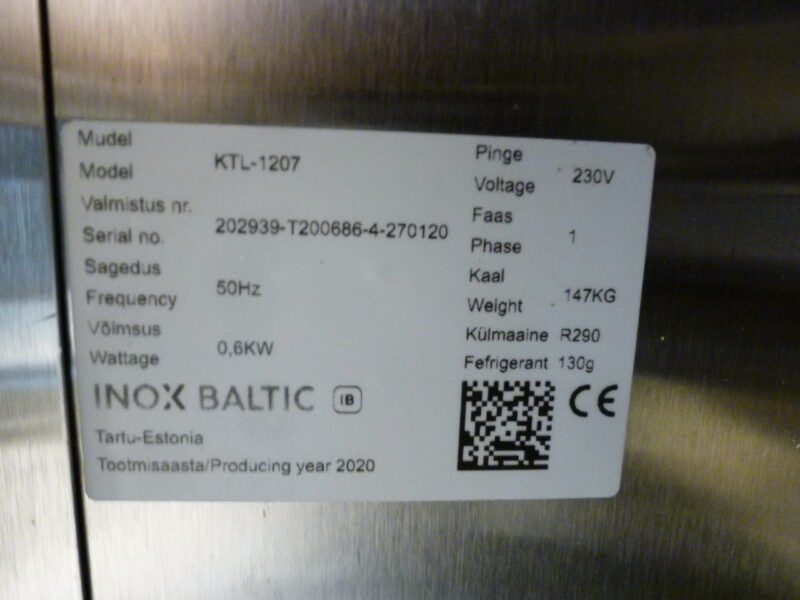 Mudel
Model KTL-1207
Valmistus nr.
Serial no. 202939-T200686-4-270120
Sagedus
Frequency 50Hz
Võimsus
Wattage 0,6KW
Pinge
Voltage 230V
Faas
Phase 1
Kaal
Weight 147KG
Külmaaine R290
Fefrigerant 130g
INOX BALTIC IB
CE
Tartu-Estonia
Tootmisaasta/Producing year 2020